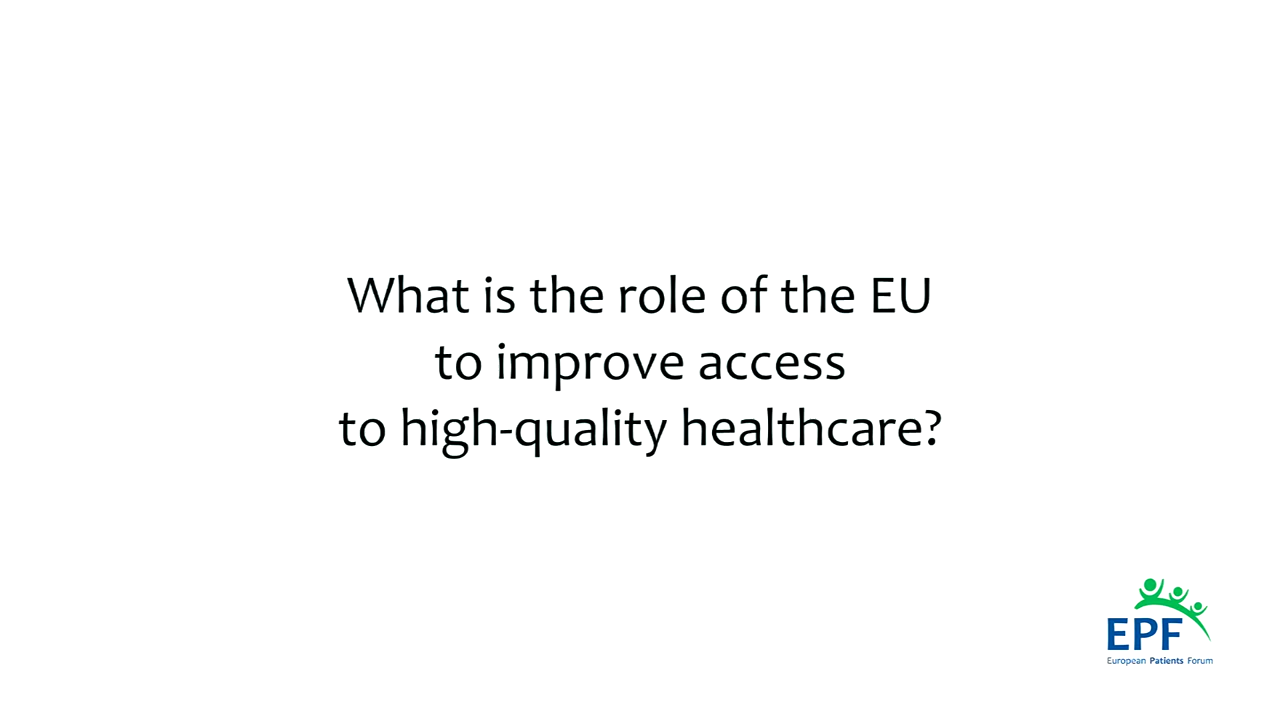 What is the role of the EU
to improve access
to high-quality healthcare?
EPF
European Patients Forum